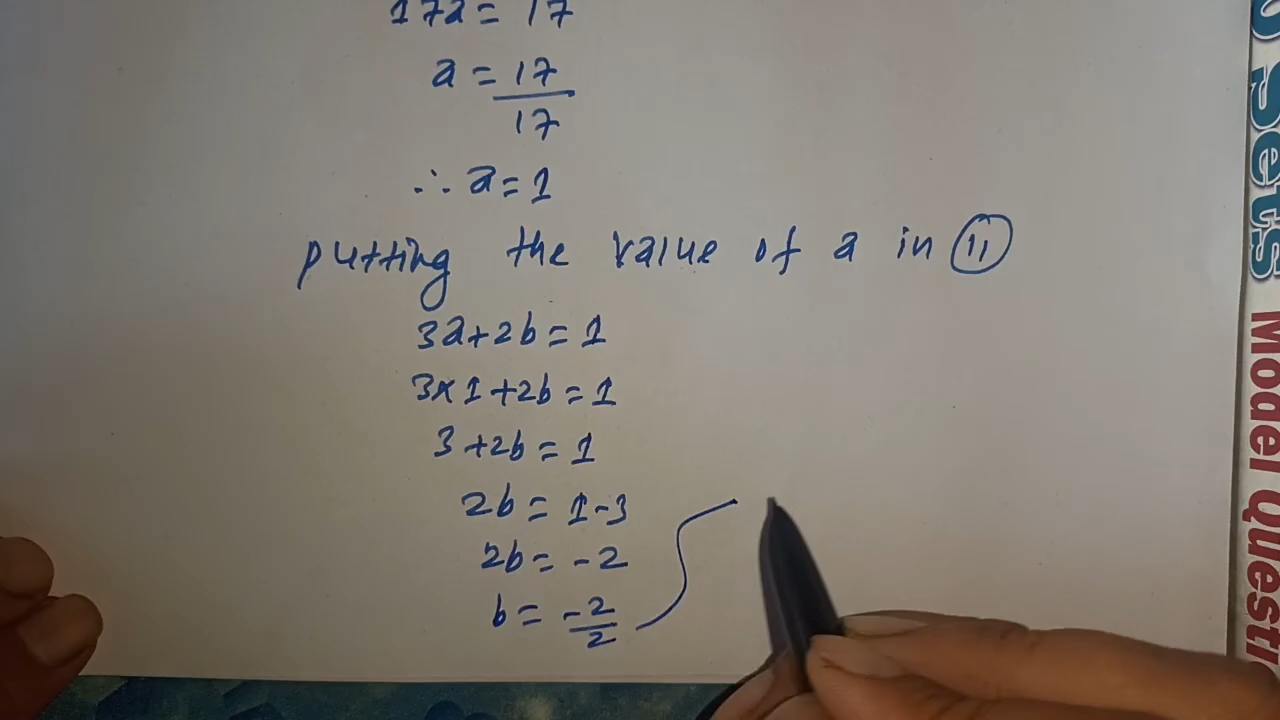 17a = 17
a = 17/17
∴ a = 1
putting the value of a in (ii)
3a + 2b = 1
3 × 1 + 2b = 1
3 + 2b = 1
2b = 1 - 3
2b = -2
b = -2/2
Sets Model Questi